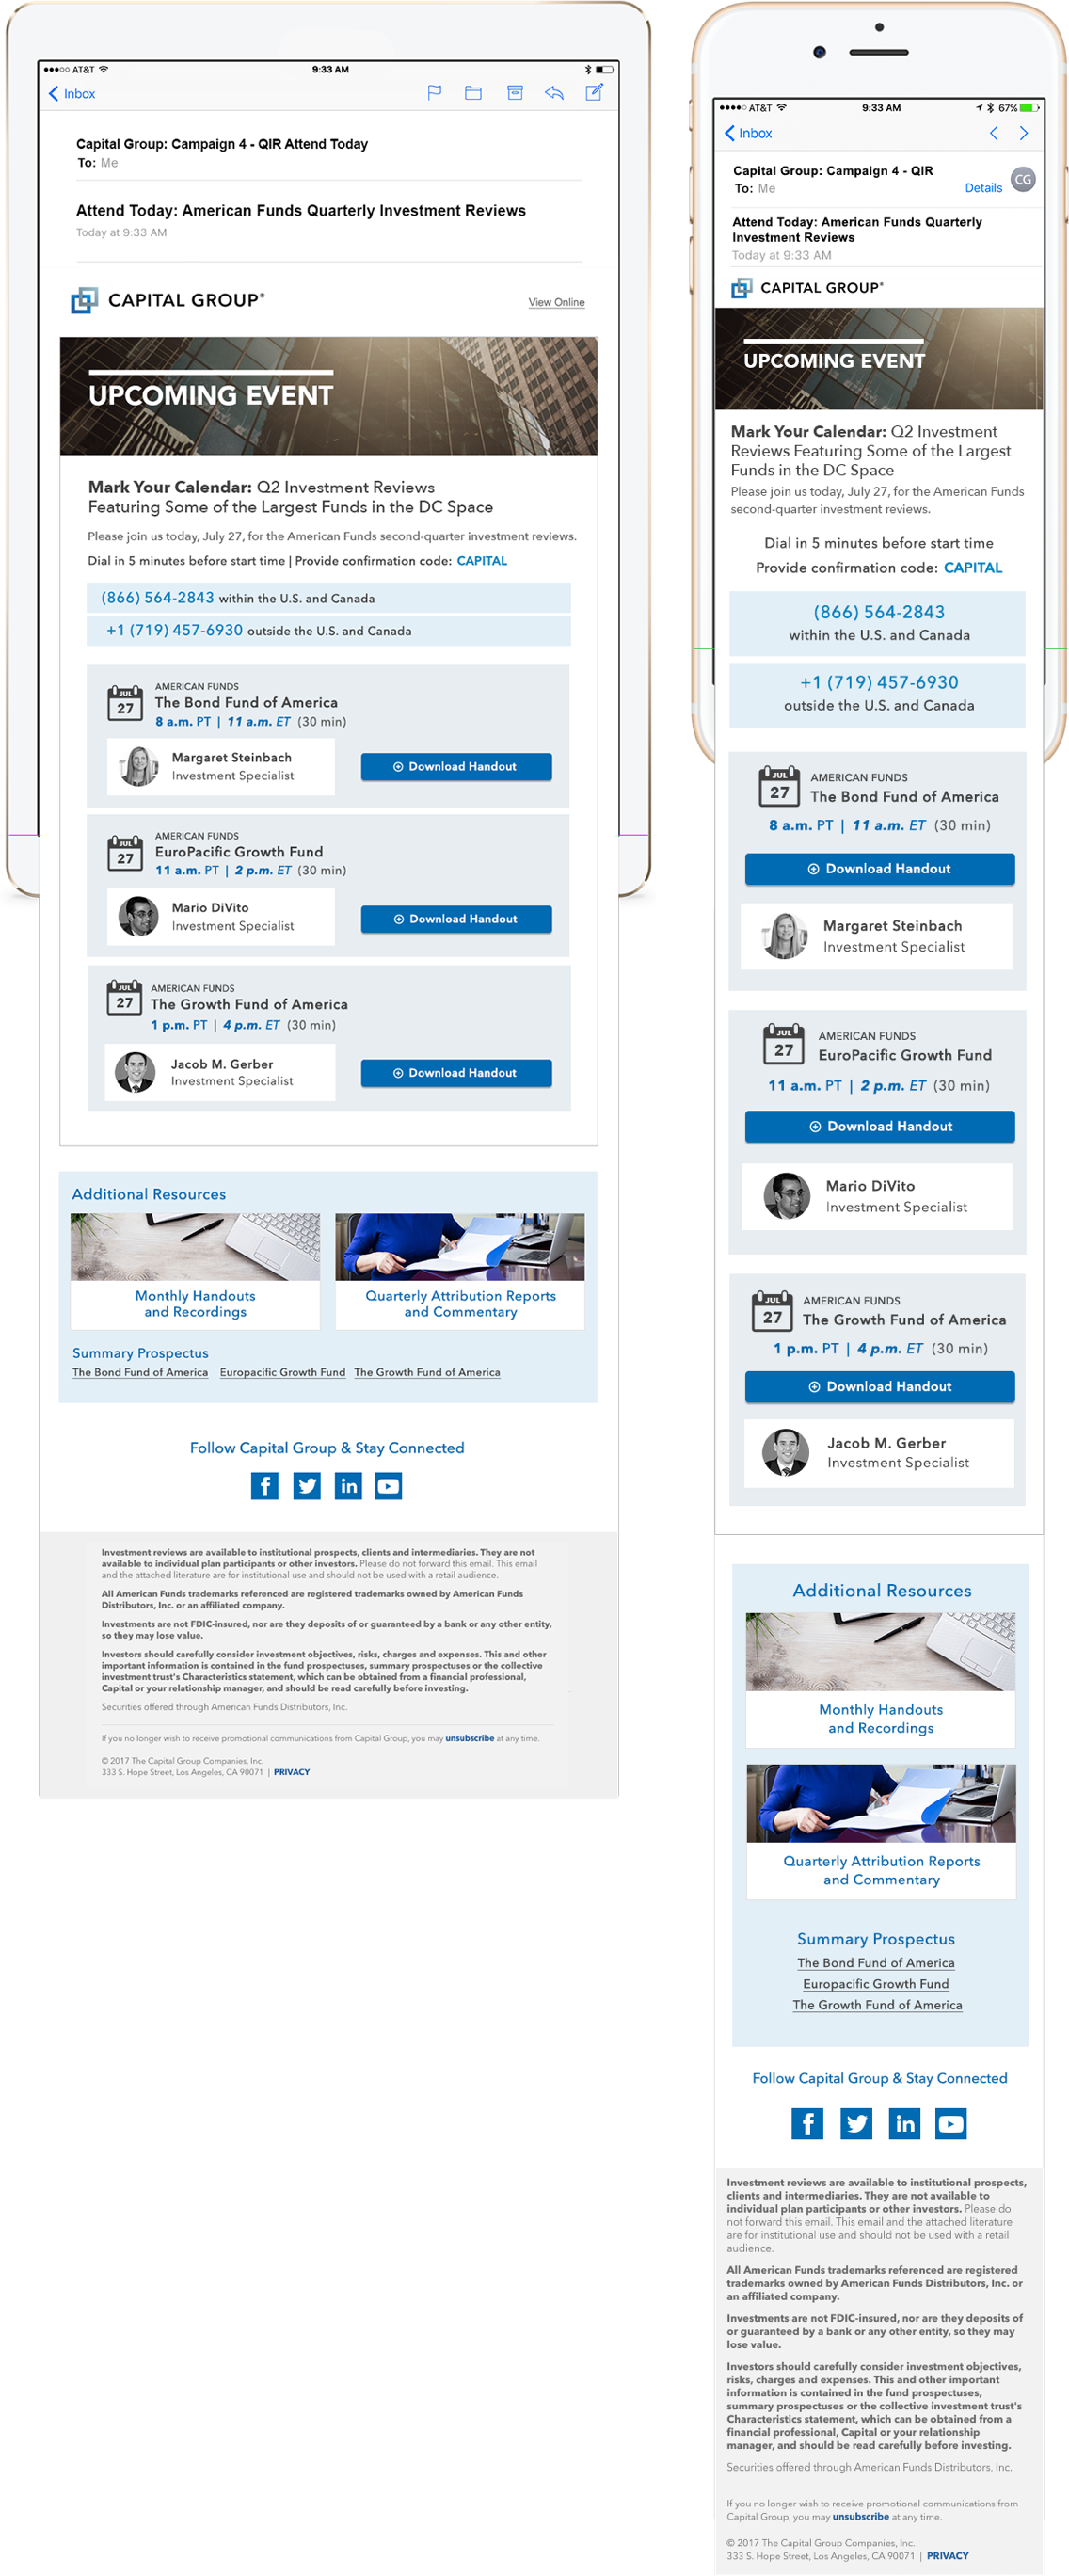 AT&T
9:33 AM
Inbox
Capital Group: Campaign 4 - QIR Attend Today
To: Me
Attend Today: American Funds Quarterly Investment Reviews
Today at 9:33 AM
CAPITAL GROUP®
View Online
UPCOMING EVENT
Mark Your Calendar: Q2 Investment Reviews
Featuring Some of the Largest Funds in the DC Space
Please join us today, July 27, for the American Funds second-quarter investment reviews.
Dial in 5 minutes before start time | Provide confirmation code: CAPITAL
(866) 564-2843 within the U.S. and Canada
+1 (719) 457-6930 outside the U.S. and Canada
JUL
27
AMERICAN FUNDS
The Bond Fund of America
8 a.m. PT | 11 a.m. ET (30 min)
Margaret Steinbach
Investment Specialist
Download Handout
JUL
27
AMERICAN FUNDS
EuroPacific Growth Fund
11 a.m. PT | 2 p.m. ET (30 min)
Mario DiVito
Investment Specialist
Download Handout
JUL
27
AMERICAN FUNDS
The Growth Fund of America
1 p.m. PT | 4 p.m. ET (30 min)
Jacob M. Gerber
Investment Specialist
Download Handout
Additional Resources
Monthly Handouts
and Recordings
Quarterly Attribution Reports
and Commentary
Summary Prospectus
The Bond Fund of America Europacific Growth Fund The Growth Fund of America
Follow Capital Group & Stay Connected
Investment reviews are available to institutional prospects, clients and intermediaries. They are not
available to individual plan participants or other investors. Please do not forward this email. This email
and the attached literature are for institutional use and should not be used with a retail audience.
All American Funds trademarks referenced are registered trademarks owned by American Funds
Distributors, Inc. or an affiliated company.
Investments are not FDIC-insured, nor are they deposits of or guaranteed by a bank or any other entity,
so they may lose value.
Investors should carefully consider investment objectives, risks, charges and expenses. This and other
important information is contained in the fund prospectuses, summary prospectuses or the collective
investment trust's Characteristics statement, which can be obtained from a financial professional,
Capital or your relationship manager, and should be read carefully before investing.
Securities offered through American Funds Distributors, Inc.
If you no longer wish to receive promotional communications from Capital Group, you may unsubscribe at any time.
© 2017 The Capital Group Companies, Inc.
333 S. Hope Street, Los Angeles, CA 90071 | PRIVACY
AT&T
9:33 AM
67%
Inbox
Capital Group: Campaign 4 - QIR
To: Me
Details
CG
Attend Today: American Funds Quarterly
Investment Reviews
Today at 9:33 AM
CAPITAL GROUP®
UPCOMING EVENT
Mark Your Calendar: Q2 Investment
Reviews Featuring Some of the Largest
Funds in the DC Space
Please join us today, July 27, for the American Funds
second-quarter investment reviews.
Dial in 5 minutes before start time
Provide confirmation code: CAPITAL
(866) 564-2843
within the U.S. and Canada
+1 (719) 457-6930
outside the U.S. and Canada
JUL
27
AMERICAN FUNDS
The Bond Fund of America
8 a.m. PT | 11 a.m. ET (30 min)
Download Handout
Margaret Steinbach
Investment Specialist
JUL
27
AMERICAN FUNDS
EuroPacific Growth Fund
11 a.m. PT | 2 p.m. ET (30 min)
Download Handout
Mario DiVito
Investment Specialist
JUL
27
AMERICAN FUNDS
The Growth Fund of America
1 p.m. PT | 4 p.m. ET (30 min)
Download Handout
Jacob M. Gerber
Investment Specialist
Additional Resources
Monthly Handouts
and Recordings
Quarterly Attribution Reports
and Commentary
Summary Prospectus
The Bond Fund of America
Europacific Growth Fund
The Growth Fund of America
Follow Capital Group & Stay Connected
Investment reviews are available to institutional prospects,
clients and intermediaries. They are not available to
individual plan participants or other investors. Please do
not forward this email. This email and the attached literature
are for institutional use and should not be used with a retail
audience.
All American Funds trademarks referenced are registered
trademarks owned by American Funds Distributors, Inc. or
an affiliated company.
Investments are not FDIC-insured, nor are they deposits of
or guaranteed by a bank or any other entity, so they may
lose value.
Investors should carefully consider investment objectives,
risks, charges and expenses. This and other important
information is contained in the fund prospectuses,
summary prospectuses or the collective investment trust's
Characteristics statement, which can be obtained from a
financial professional, Capital or your relationship
manager, and should be read carefully before investing.
Securities offered through American Funds Distributors, Inc.
If you no longer wish to receive promotional communications from
Capital Group, you may unsubscribe at any time.
© 2017 The Capital Group Companies, Inc.
333 S. Hope Street, Los Angeles, CA 90071 | PRIVACY